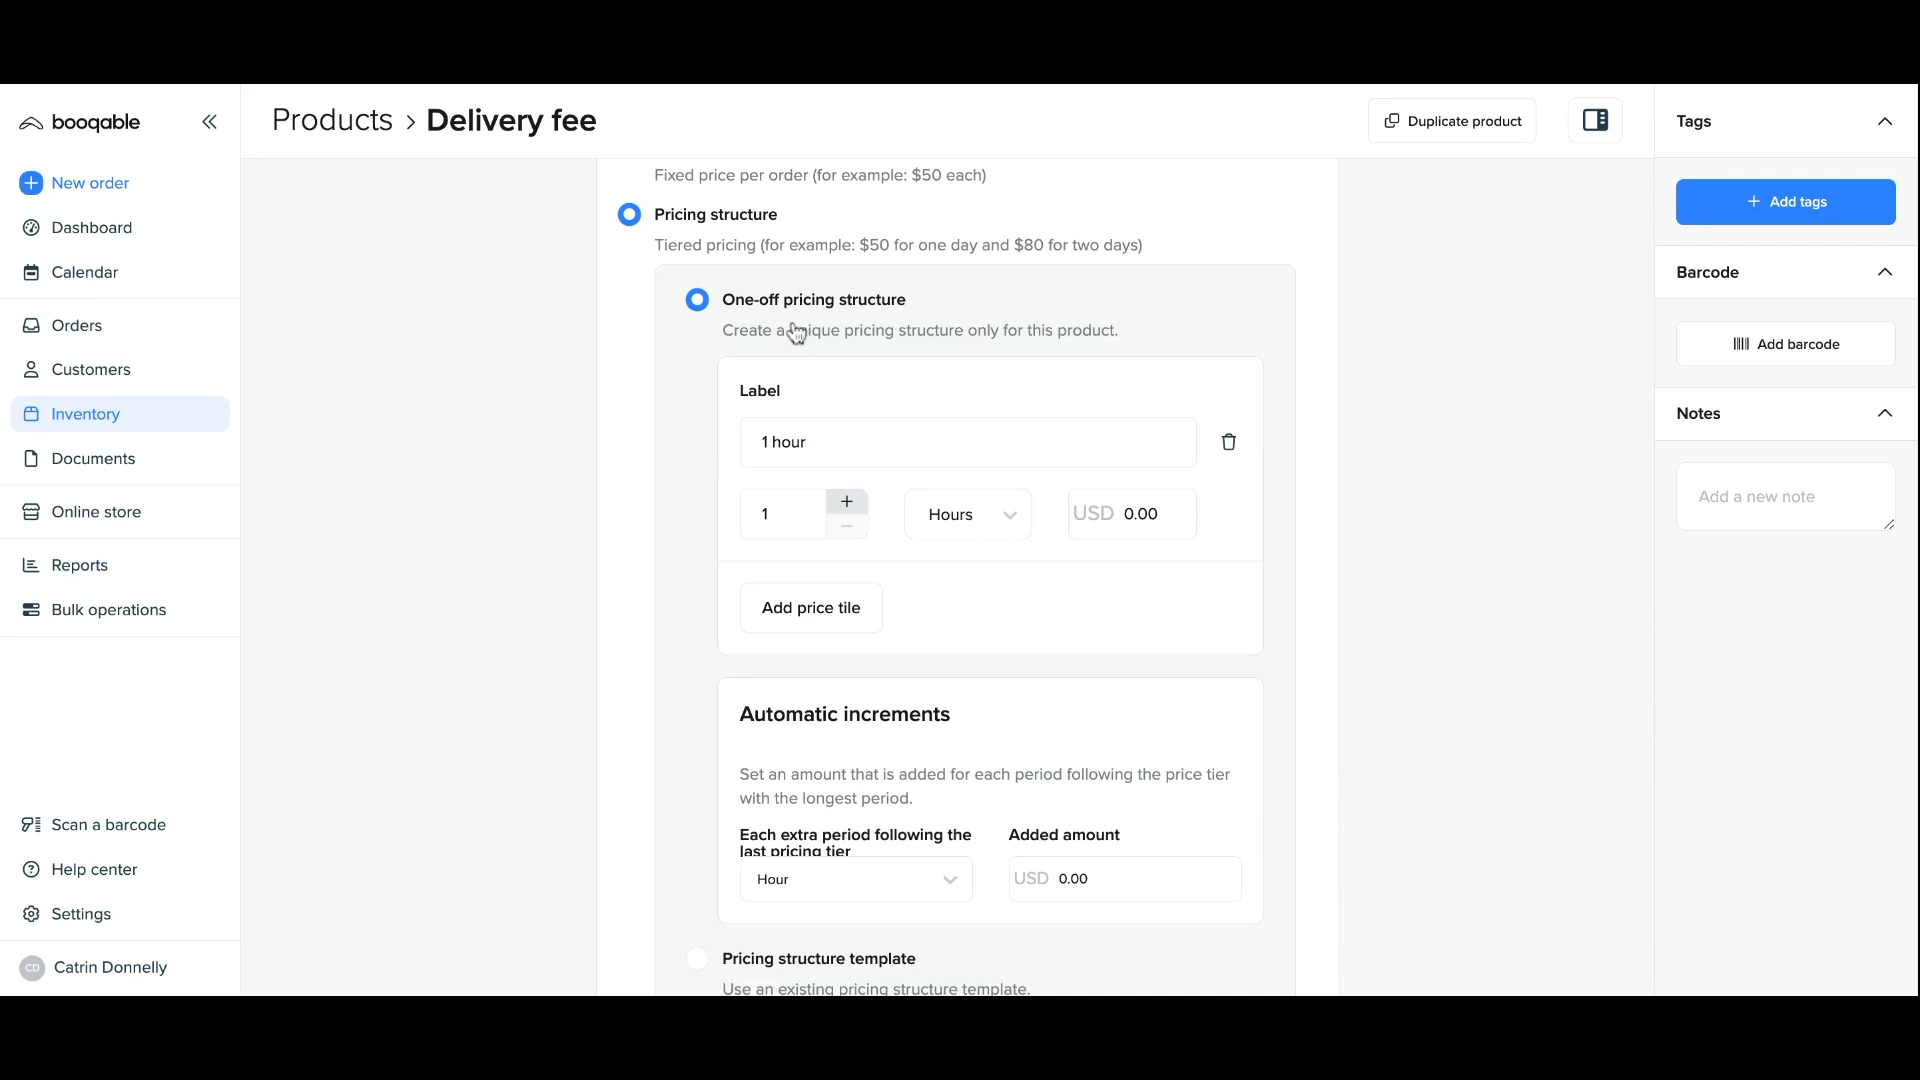 booqable
Products > Delivery fee
Duplicate product
New order
Dashboard
Calendar
Orders
Customers
Inventory
Documents
Online store
Reports
Bulk operations
Scan a barcode
Help center
Settings
CD Catrin Donnelly
Fixed price per order (for example: $50 each)
Pricing structure
Tiered pricing (for example: $50 for one day and $80 for two days)
One-off pricing structure
Create a unique pricing structure only for this product.
Label
1 hour
1 + − Hours USD 0.00
Add price tile
Automatic increments
Set an amount that is added for each period following the price tier
with the longest period.
Each extra period following the
last pricing tier
Added amount
Hour
USD 0.00
Pricing structure template
Use an existing pricing structure template.
Tags
+ Add tags
Barcode
Add barcode
Notes
Add a new note